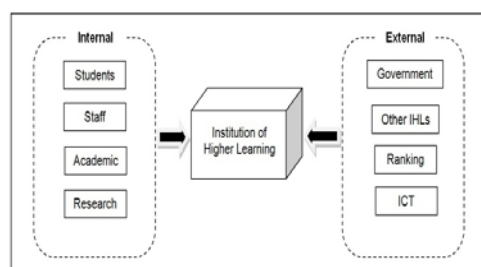 Internal
External
Students
Staff
Academic
Research
Institution of
Higher Learning
Government
Other IHLs
Ranking
ICT